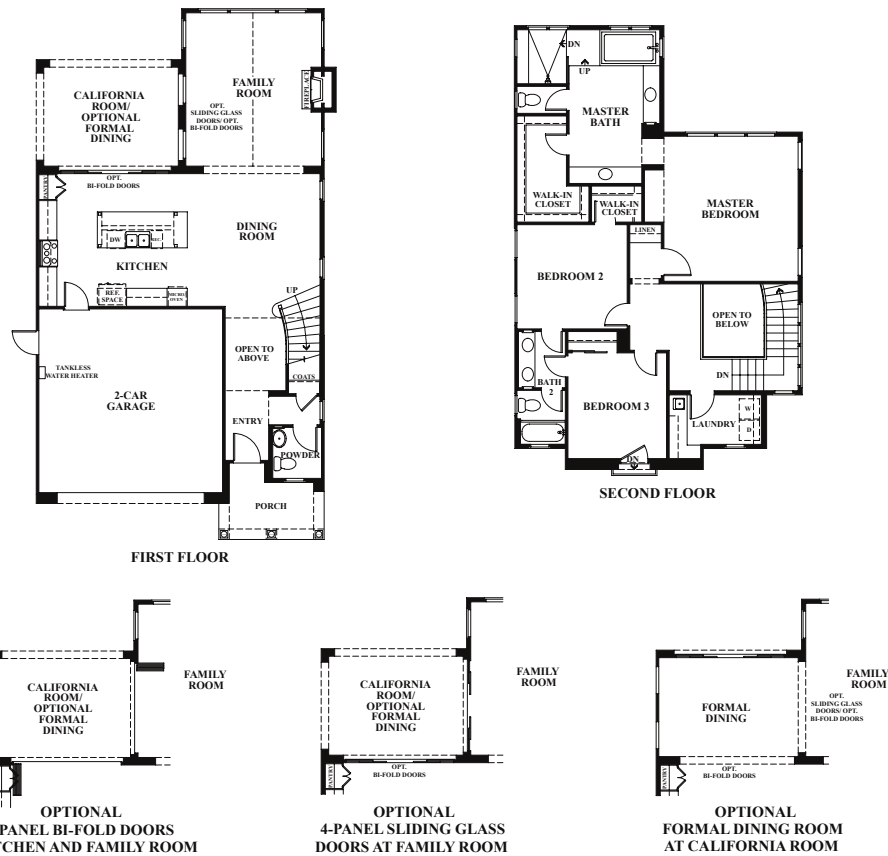 CALIFORNIA
ROOM/
OPTIONAL
FORMAL
DINING
FAMILY
ROOM
OPT.
SLIDING GLASS
DOORS/ OPT.
BI-FOLD DOORS
FIREPLACE
OPT.
BI-FOLD DOORS
PANTRY
DW
KITCHEN
DINING
ROOM
REF.
SPACE
MICRO
OVEN
UP
OPEN TO
ABOVE
COATS
TANKLESS
WATER HEATER
2-CAR
GARAGE
ENTRY
POWDER
PORCH
FIRST FLOOR
DN
UP
MASTER
BATH
WALK-IN
CLOSET
WALK-IN
CLOSET
MASTER
BEDROOM
LINEN
BEDROOM 2
OPEN TO
BELOW
DN
BATH
2
BEDROOM 3
LAUNDRY
W
D
DN
SECOND FLOOR
CALIFORNIA
ROOM/
OPTIONAL
FORMAL
DINING
FAMILY
ROOM
OPTIONAL
PANEL BI-FOLD DOORS
TCHEN AND FAMILY ROOM
CALIFORNIA
ROOM/
OPTIONAL
FORMAL
DINING
FAMILY
ROOM
PANTRY
OPT.
BI-FOLD DOORS
OPTIONAL
4-PANEL SLIDING GLASS
DOORS AT FAMILY ROOM
FORMAL
DINING
FAMILY
ROOM
OPT.
SLIDING GLASS
DOORS/ OPT.
BI-FOLD DOORS
PANTRY
OPT.
BI-FOLD DOORS
OPTIONAL
FORMAL DINING ROOM
AT CALIFORNIA ROOM